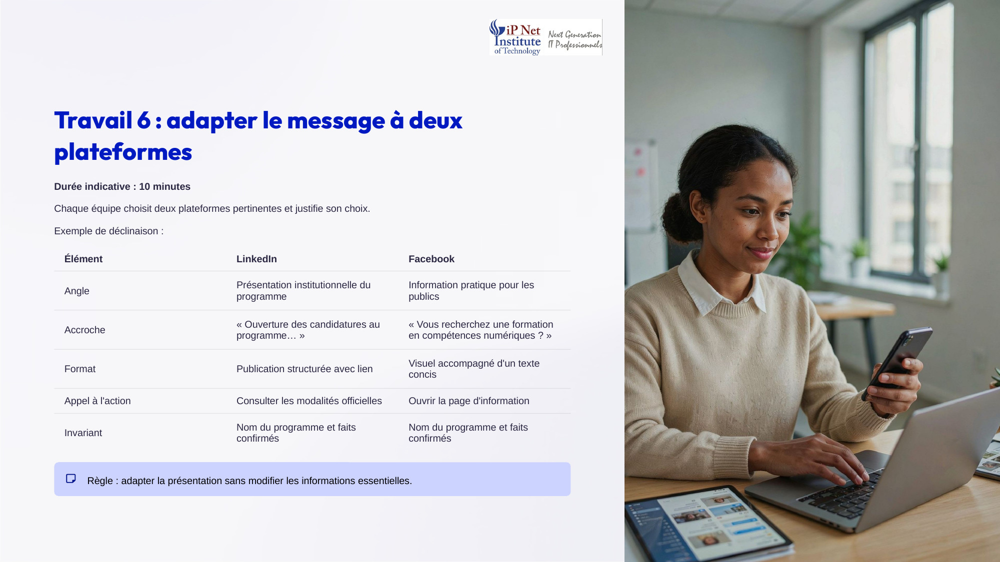 iP Net
Institute
of Technology
Next Generation
IT Professionnels
Travail 6 : adapter le message à deux
plateformes
Durée indicative : 10 minutes
Chaque équipe choisit deux plateformes pertinentes et justifie son choix.
Exemple de déclinaison :
Élément LinkedIn Facebook
Angle
Présentation institutionnelle du
programme
Information pratique pour les
publics
Accroche
« Ouverture des candidatures au
programme… »
« Vous recherchez une formation
en compétences numériques ? »
Format
Publication structurée avec lien
Visuel accompagné d'un texte
concis
Appel à l'action
Consulter les modalités officielles
Ouvrir la page d'information
Invariant
Nom du programme et faits
confirmés
Nom du programme et faits
confirmés
Règle : adapter la présentation sans modifier les informations essentielles.